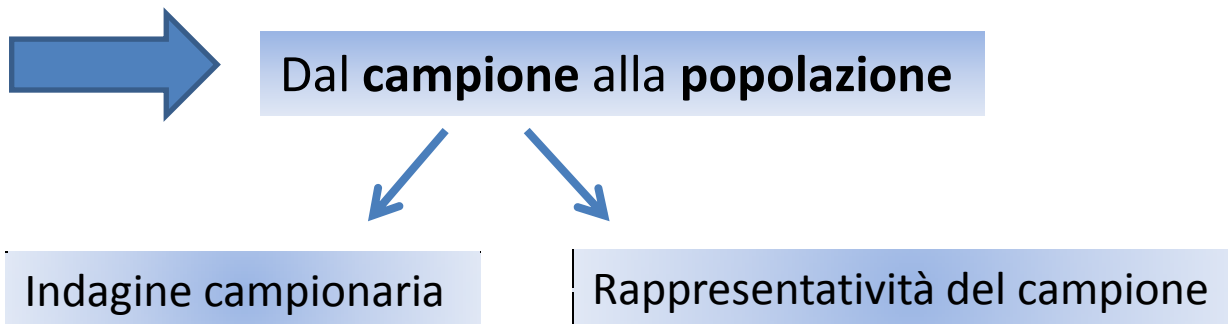 Dal campione alla popolazione
Indagine campionaria
Rappresentatività del campione